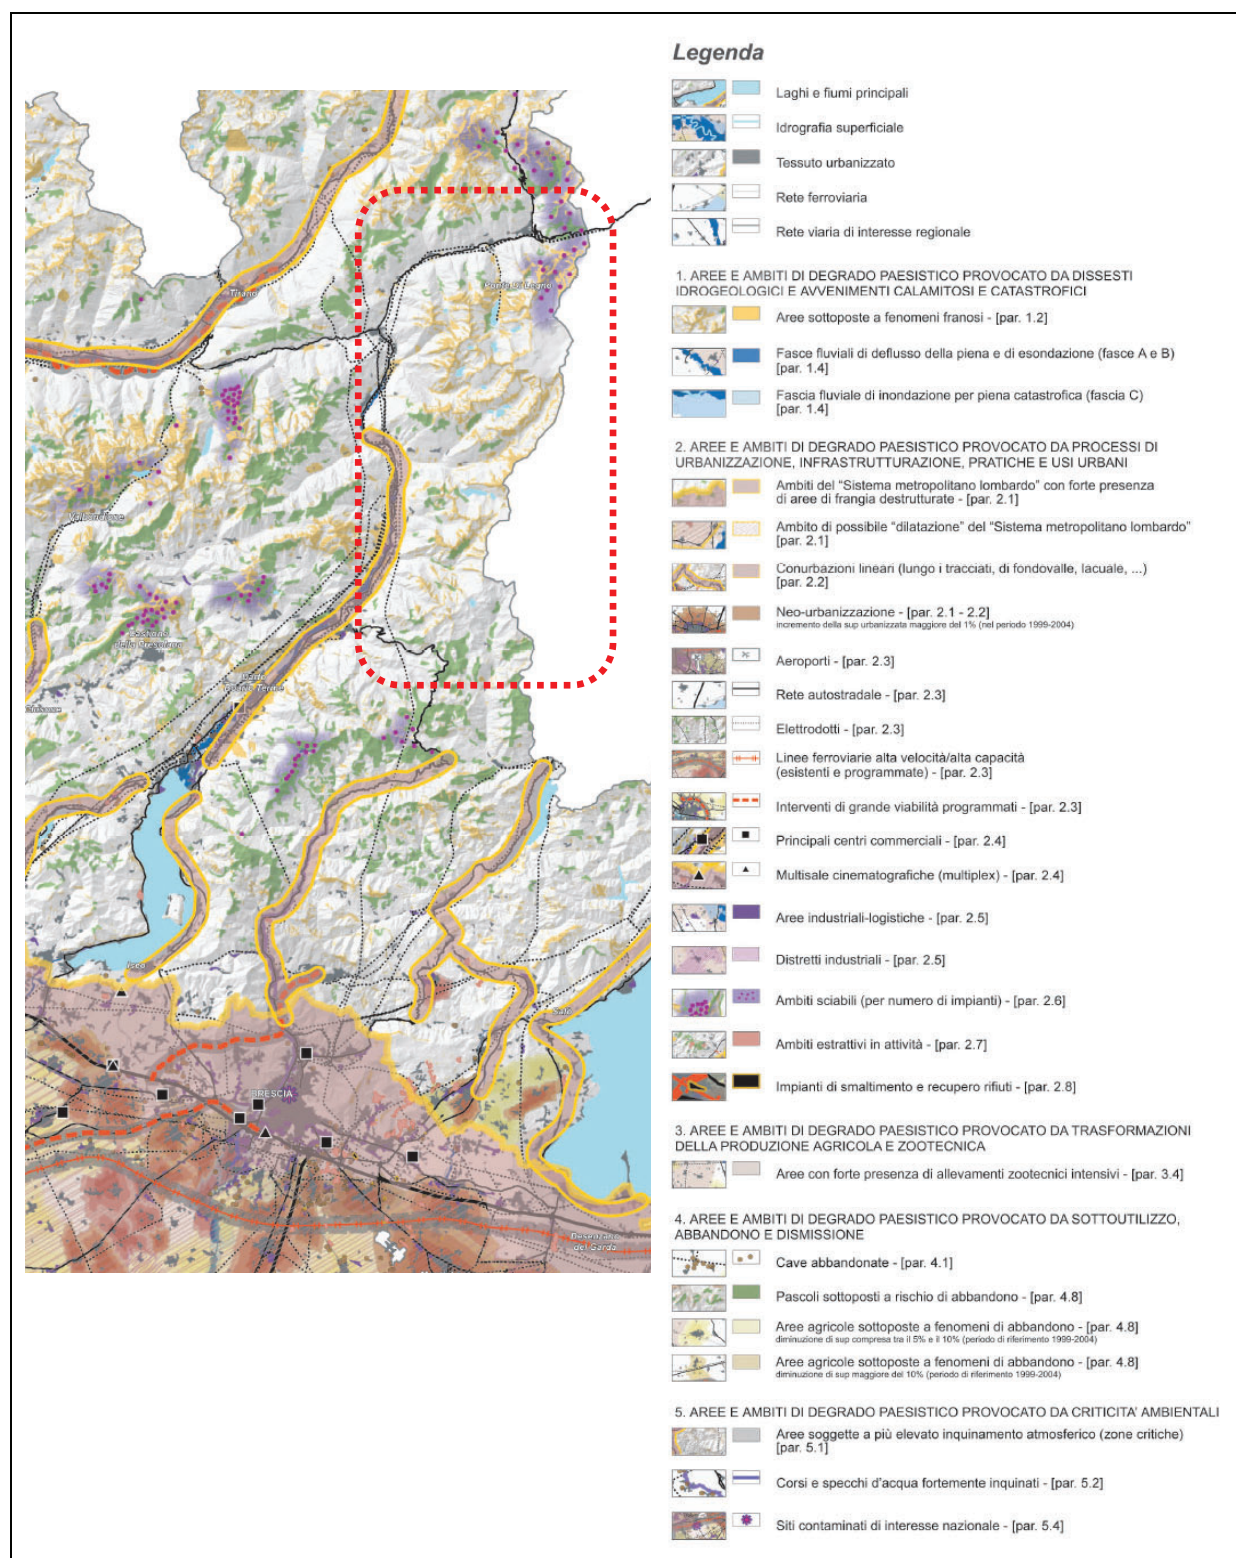 Legenda
Laghi e fiumi principali
Idrografia superficiale
Tessuto urbanizzato
Rete ferroviaria
Rete viaria di interesse regionale
1. AREE E AMBITI DI DEGRADO PAESISTICO PROVOCATO DA DISSESTI
IDROGEOLOGICI E AVVENIMENTI CALAMITOSI E CATASTROFICI
Aree sottoposte a fenomeni franosi - [par. 1.2]
Fasce fluviali di deflusso della piena e di esondazione (fasce A e B)
[par. 1.4]
Fascia fluviale di inondazione per piena catastrofica (fascia C)
[par. 1.4]
2. AREE E AMBITI DI DEGRADO PAESISTICO PROVOCATO DA PROCESSI DI
URBANIZZAZIONE, INFRASTRUTTURAZIONE, PRATICHE E USI URBANI
Ambiti del "Sistema metropolitano lombardo" con forte presenza
di aree di frangia destrutturate - [par. 2.1]
Ambito di possibile "dilatazione" del "Sistema metropolitano lombardo"
[par. 2.1]
Conurbazioni lineari (lungo i tracciati, di fondovalle, lacuale, ...)
[par. 2.2]
Neo-urbanizzazione - [par. 2.1 - 2.2]
incremento della sup urbanizzata maggiore del 1% (nel periodo 1999-2004)
Aeroporti - [par. 2.3]
Rete autostradale - [par. 2.3]
Elettrodotti - [par. 2.3]
Linee ferroviarie alta velocità/alta capacità
(esistenti e programmate) - [par. 2.3]
Interventi di grande viabilità programmati - [par. 2.3]
Principali centri commerciali - [par. 2.4]
Multisale cinematografiche (multiplex) - [par. 2.4]
Aree industriali-logistiche - [par. 2.5]
Distretti industriali - [par. 2.5]
Ambiti sciabili (per numero di impianti) - [par. 2.6]
Ambiti estrattivi in attività - [par. 2.7]
Impianti di smaltimento e recupero rifiuti - [par. 2.8]
3. AREE E AMBITI DI DEGRADO PAESISTICO PROVOCATO DA TRASFORMAZIONI
DELLA PRODUZIONE AGRICOLA E ZOOTECNICA
Aree con forte presenza di allevamenti zootecnici intensivi - [par. 3.4]
4. AREE E AMBITI DI DEGRADO PAESISTICO PROVOCATO DA SOTTOUTILIZZO,
ABBANDONO E DISMISSIONE
Cave abbandonate - [par. 4.1]
Pascoli sottoposti a rischio di abbandono - [par. 4.8]
Aree agricole sottoposte a fenomeni di abbandono - [par. 4.8]
diminuzione di sup compresa tra il 5% e il 10% (periodo di riferimento 1999-2004)
Aree agricole sottoposte a fenomeni di abbandono - [par. 4.8]
diminuzione di sup maggiore del 10% (periodo di riferimento 1999-2004)
5. AREE E AMBITI DI DEGRADO PAESISTICO PROVOCATO DA CRITICITA' AMBIENTALI
Aree soggette a più elevato inquinamento atmosferico (zone critiche)
[par. 5.1]
Corsi e specchi d'acqua fortemente inquinati - [par. 5.2]
Siti contaminati di interesse nazionale - [par. 5.4]
Tirano
Ponte di Legno
Valbondione
della Presolana
Terme
Iseo
Salò
BRESCIA
Desenzano
del Garda